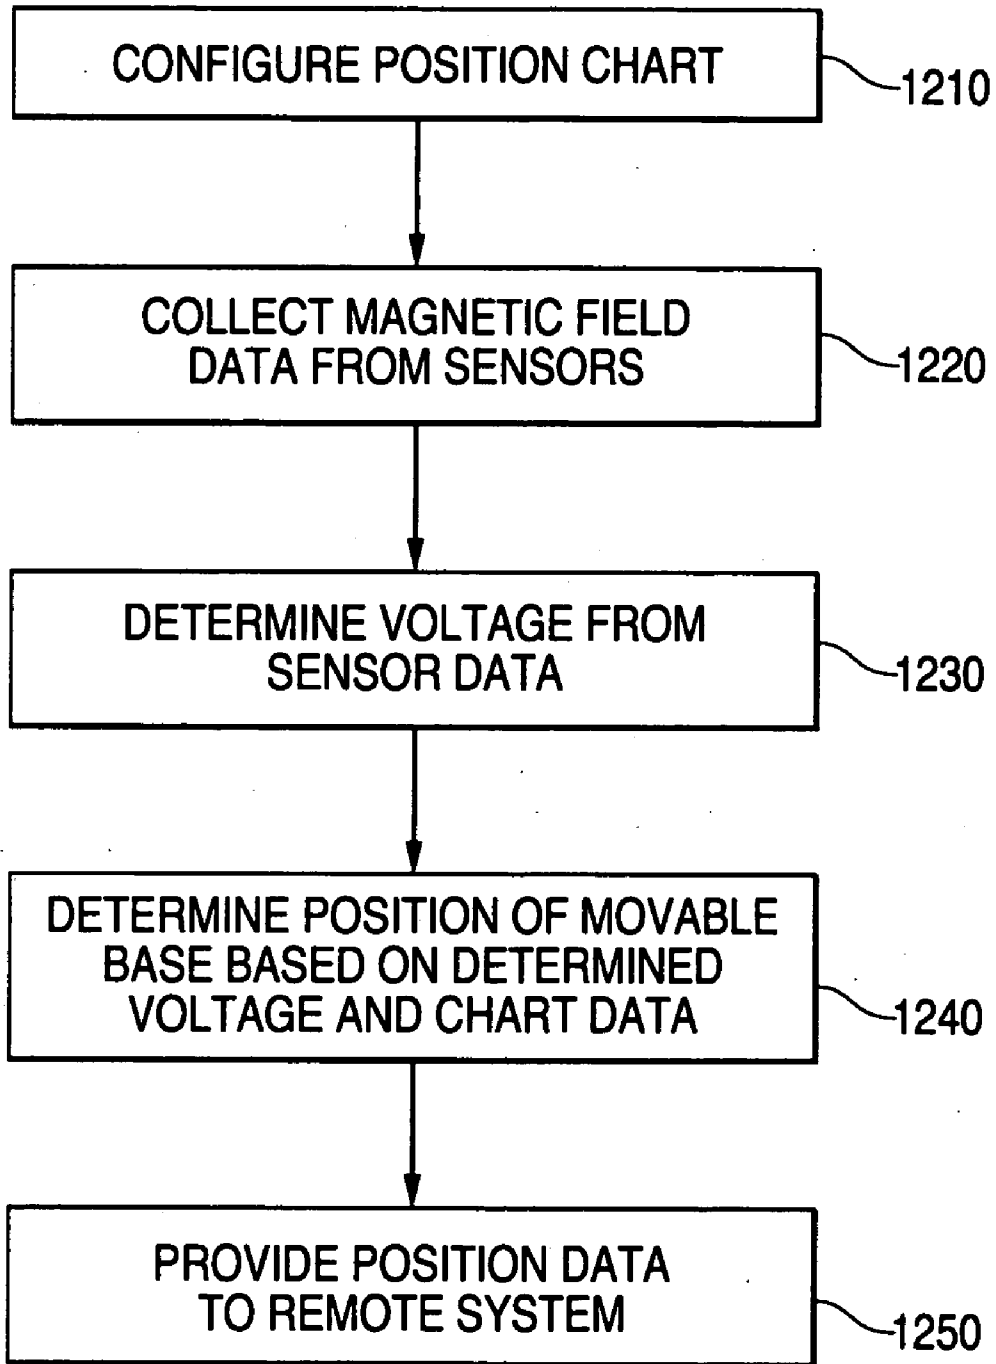 CONFIGURE POSITION CHART
1210
COLLECT MAGNETIC FIELD
DATA FROM SENSORS
1220
DETERMINE VOLTAGE FROM
SENSOR DATA
1230
DETERMINE POSITION OF MOVABLE
BASE BASED ON DETERMINED
VOLTAGE AND CHART DATA
1240
PROVIDE POSITION DATA
TO REMOTE SYSTEM
1250